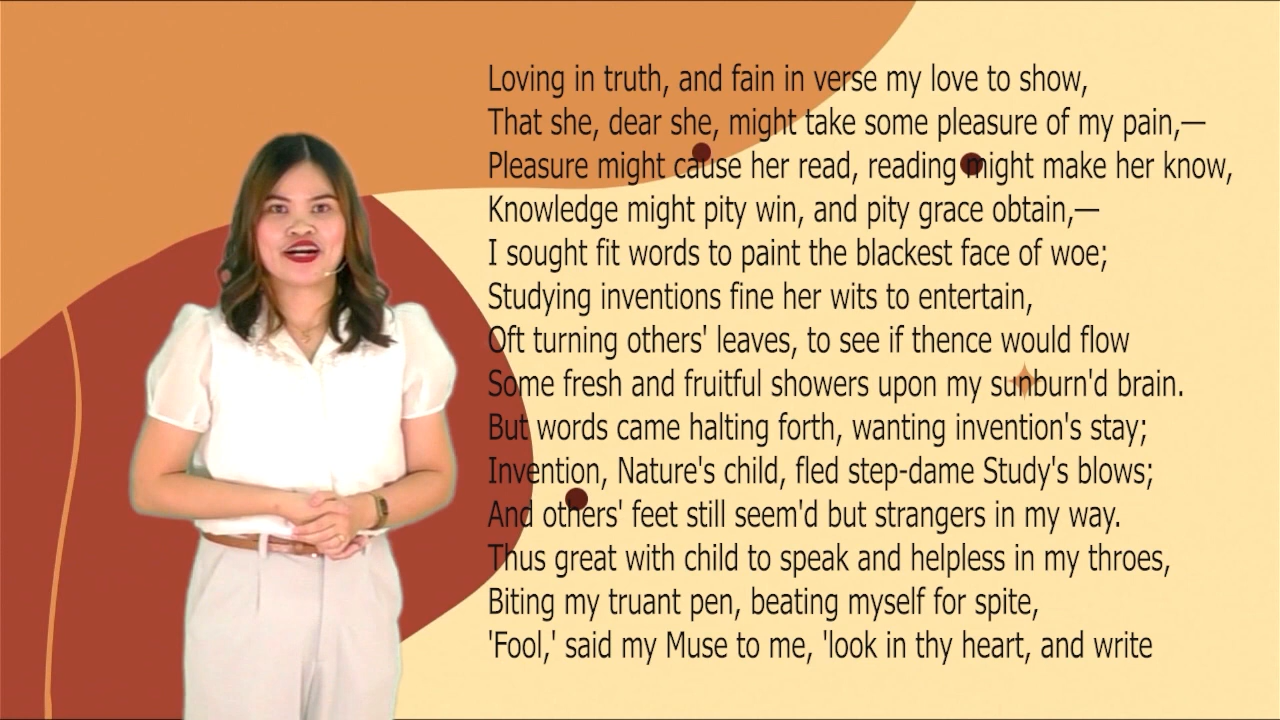 Loving in truth, and fain in verse my love to show,
That she, dear she, might take some pleasure of my pain,—
Pleasure might cause her read, reading might make her know,
Knowledge might pity win, and pity grace obtain,—
I sought fit words to paint the blackest face of woe;
Studying inventions fine her wits to entertain,
Oft turning others' leaves, to see if thence would flow
Some fresh and fruitful showers upon my sunburn'd brain.
But words came halting forth, wanting invention's stay;
Invention, Nature's child, fled step-dame Study's blows;
And others' feet still seem'd but strangers in my way.
Thus great with child to speak and helpless in my throes,
Biting my truant pen, beating myself for spite,
'Fool,' said my Muse to me, 'look in thy heart, and write